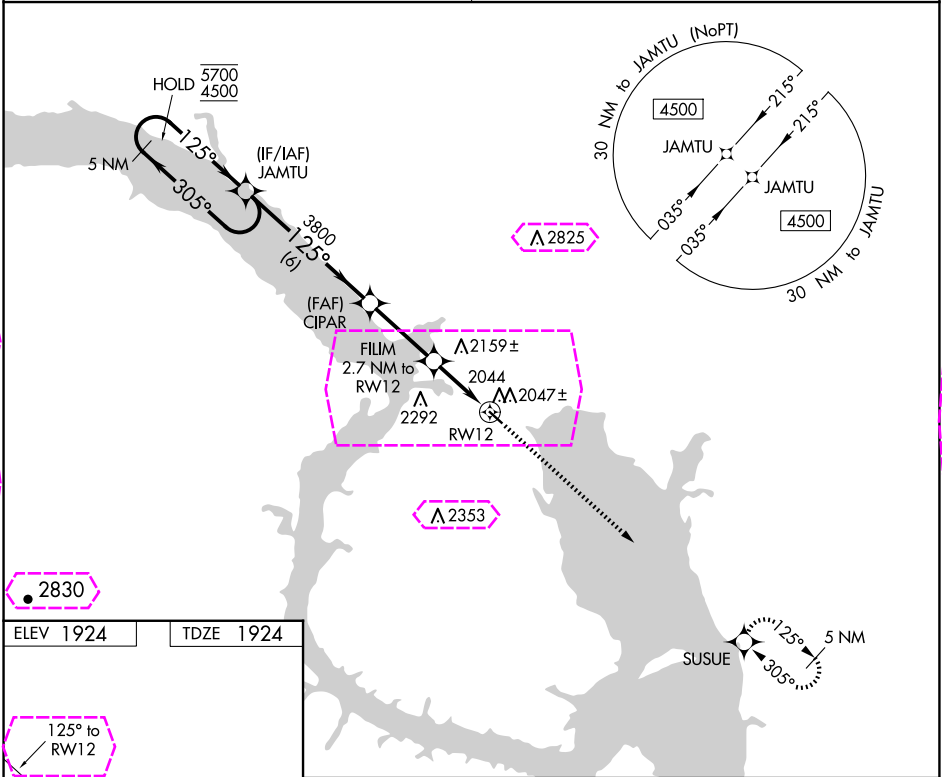 HOLD 5700
4500
125°
5 NM
305°
(IF/IAF)
JAMTU
3800
125°
(6)
(FAF)
CIPAR
FILIM
2.7 NM to
RW12
2159±
2044
2047±
2292
RW12
2825
2353
2830
30 NM to JAMTU (NoPT)
4500
215°
JAMTU
035°
215°
JAMTU
035°
4500
30 NM to JAMTU
SUSUE
125°
305°
5 NM
ELEV 1924
TDZE 1924
125° to
RW12